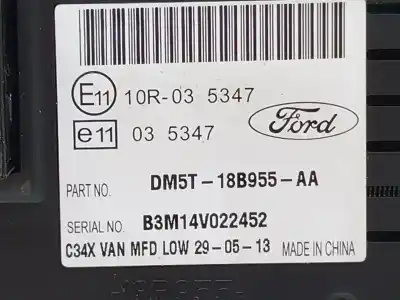 E11 10R-03 5347
e11 03 5347
Ford
PART NO. DM5T-18B955-AA
SERIAL NO. B3M14V022452
C34X VAN MFD LOW 29-05-13 MADE IN CHINA